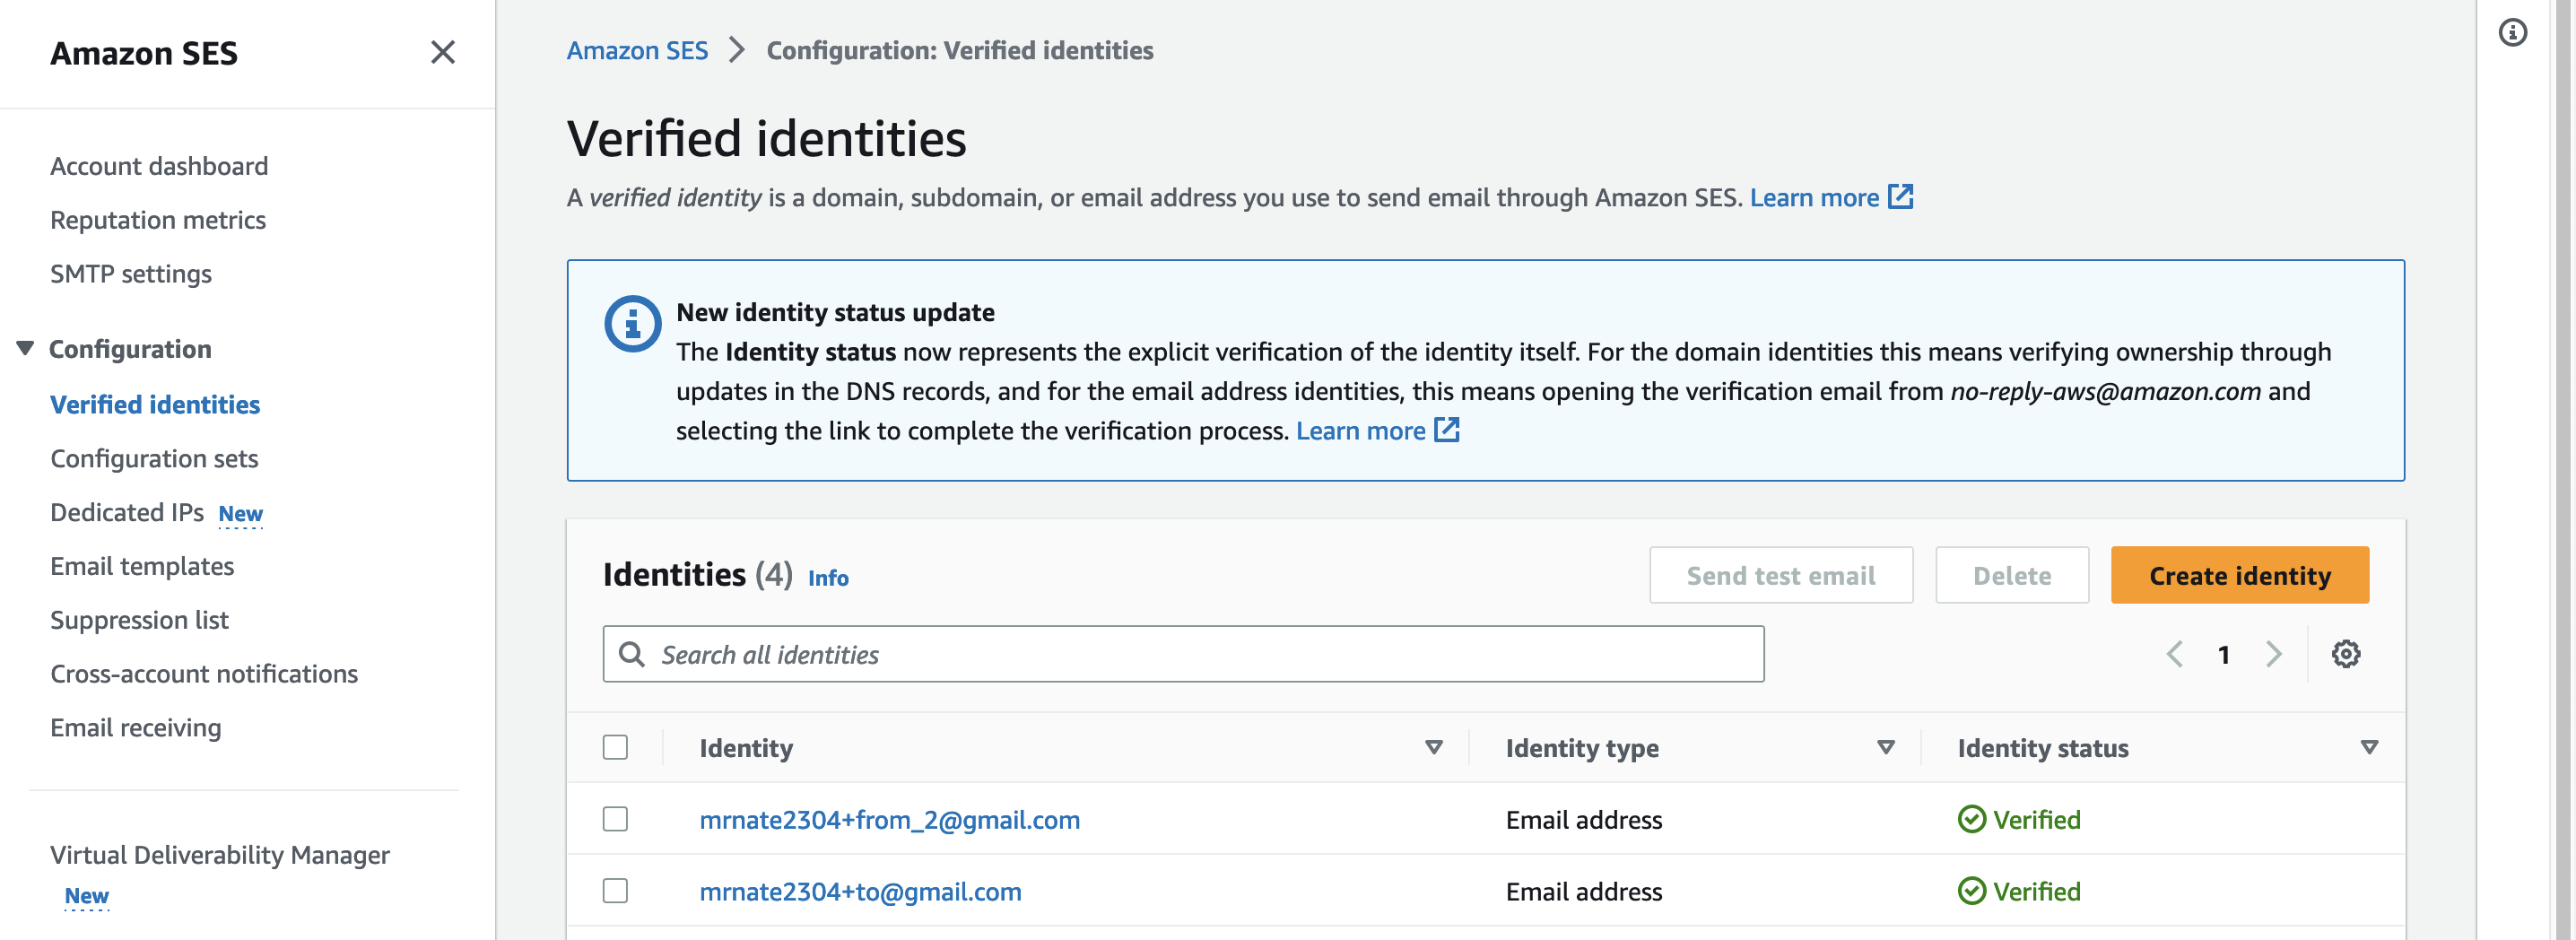 Amazon SES
Account dashboard
Reputation metrics
SMTP settings
Configuration
Verified identities
Configuration sets
Dedicated IPs New
Email templates
Suppression list
Cross-account notifications
Email receiving
Virtual Deliverability Manager
New
Amazon SES Configuration: Verified identities
Verified identities
A verified identity is a domain, subdomain, or email address you use to send email through Amazon SES. Learn more
New identity status update
The Identity status now represents the explicit verification of the identity itself. For the domain identities this means verifying ownership through
updates in the DNS records, and for the email address identities, this means opening the verification email from no-reply-aws@amazon.com and
selecting the link to complete the verification process. Learn more
Identities (4) Info
Send test email
Delete
Create identity
Search all identities
1
Identity Identity type Identity status
mrnate2304+from_2@gmail.com Email address Verified
mrnate2304+to@gmail.com Email address Verified